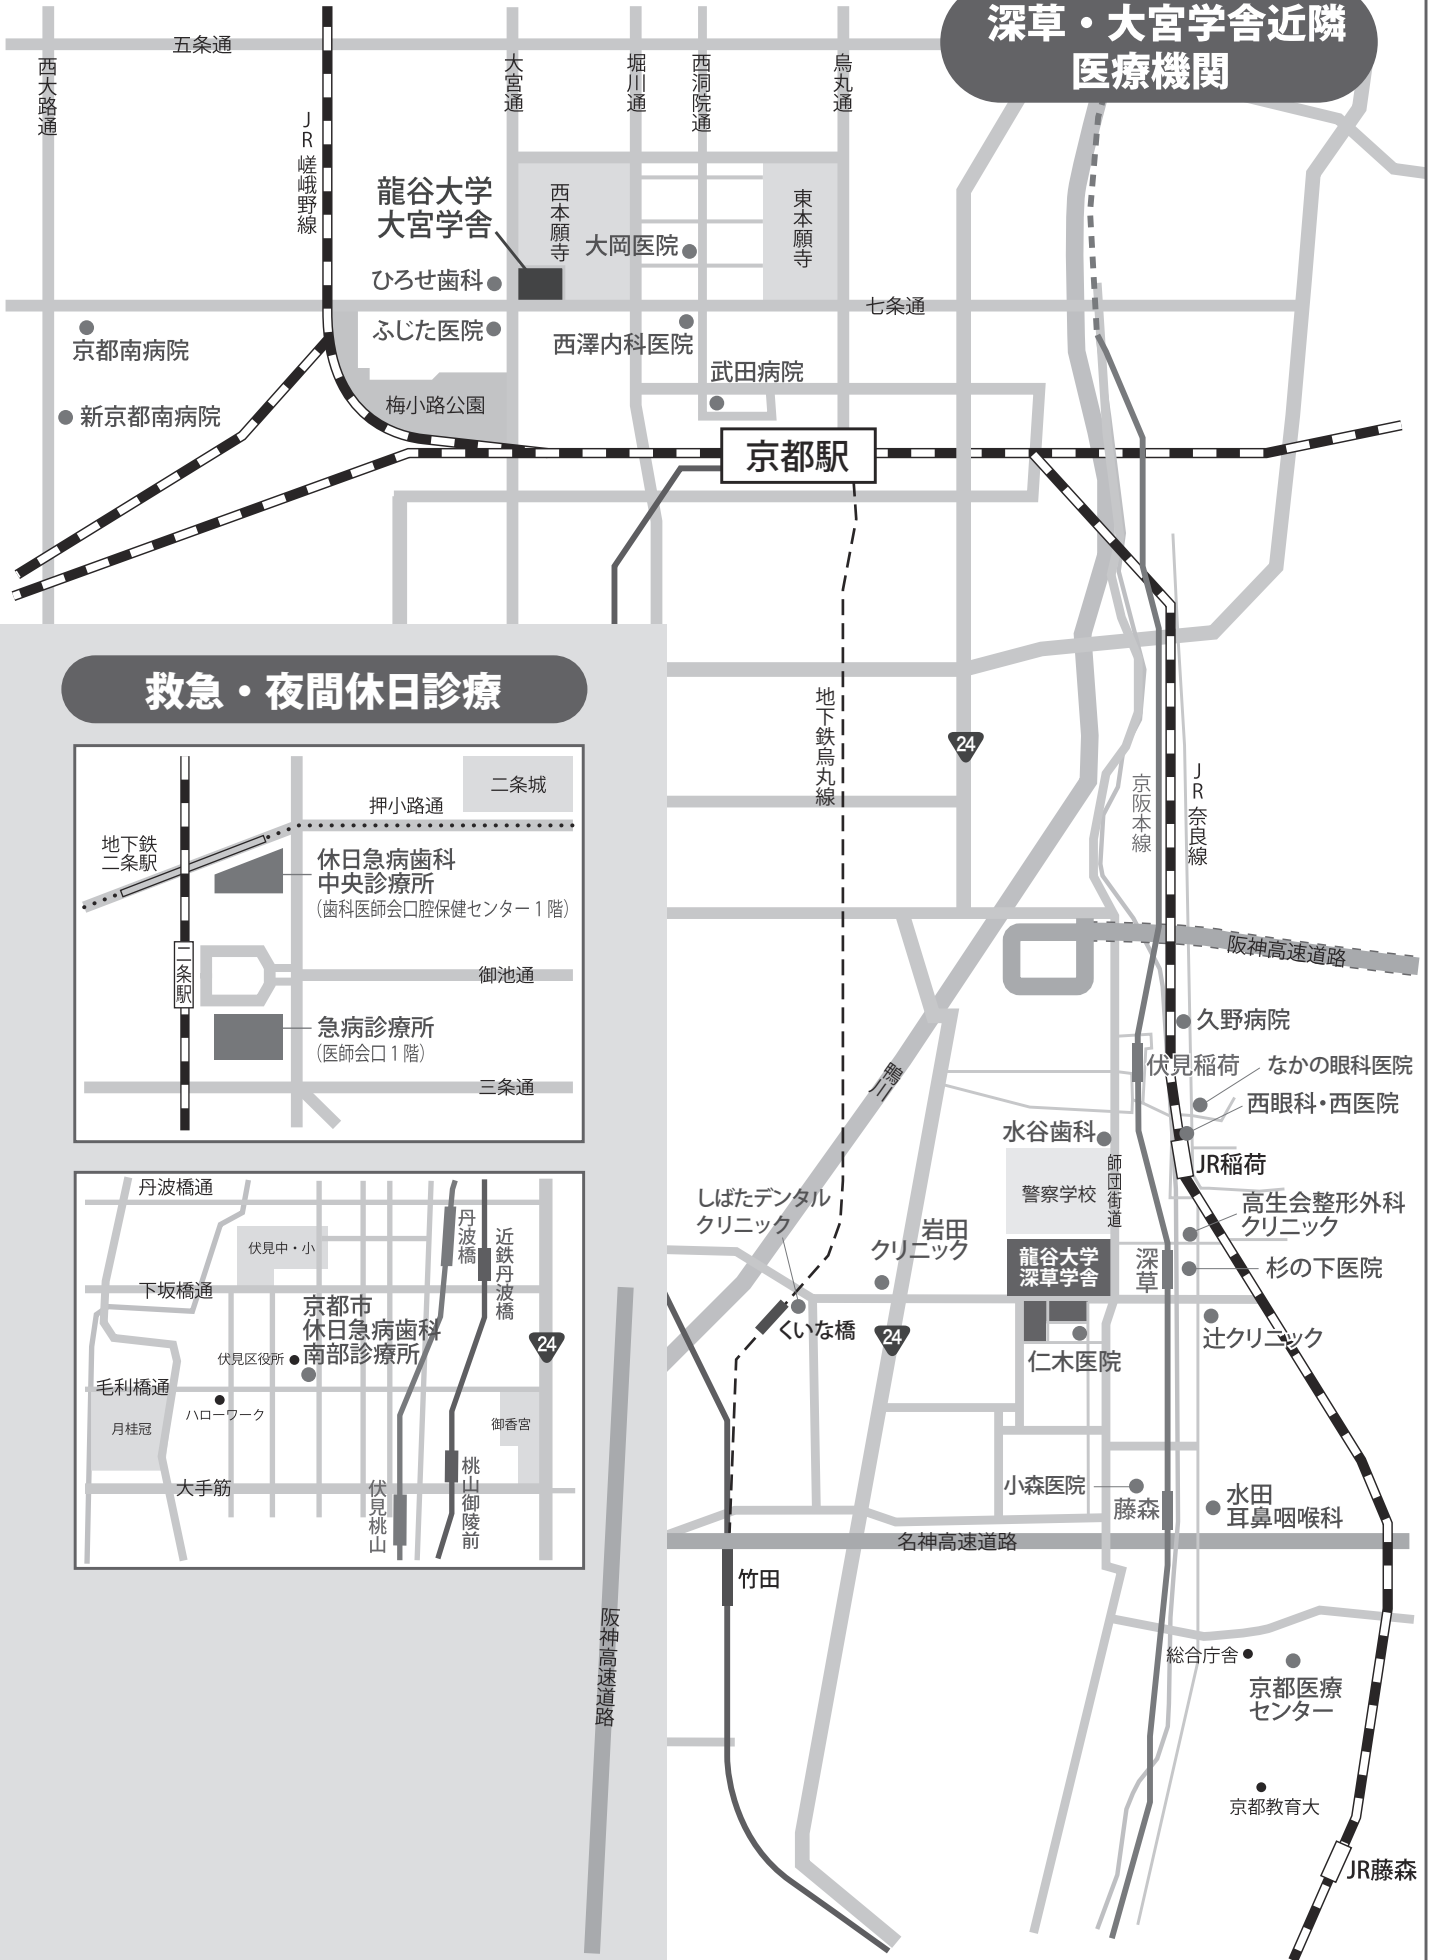 深草・大宮学舎近隣
医療機関
五条通
西大路通
JR嵯峨野線
大宮通
堀川通
西洞院通
烏丸通
龍谷大学
大宮学舎
西本願寺
東本願寺
大岡医院
ひろせ歯科
七条通
ふじた医院
西澤内科医院
京都南病院
武田病院
新京都南病院
梅小路公園
京都駅
救急・夜間休日診療
二条城
押小路通
地下鉄
二条駅
休日急病歯科
中央診療所
（歯科医師会口腔保健センター1階）
二条駅
御池通
急病診療所
（医師会口1階）
三条通
丹波橋通
伏見中・小
丹波橋
近鉄丹波橋
下坂橋通
京都市
休日急病歯科
南部診療所
伏見区役所
24
毛利橋通
ハローワーク
月桂冠
御香宮
大手筋
伏見桃山
桃山御陵前
阪神高速道路
地下鉄烏丸線
24
京阪本線
JR奈良線
阪神高速道路
久野病院
伏見稲荷
なかの眼科医院
西眼科・西医院
鴨川
水谷歯科
師団街道
JR稲荷
警察学校
しばたデンタル
クリニック
岩田
クリニック
高生会整形外科
クリニック
龍谷大学
深草学舎
深草
杉の下医院
くいな橋
24
辻クリニック
仁木医院
小森医院
藤森
水田
耳鼻咽喉科
名神高速道路
竹田
総合庁舎
京都医療
センター
京都教育大
JR藤森